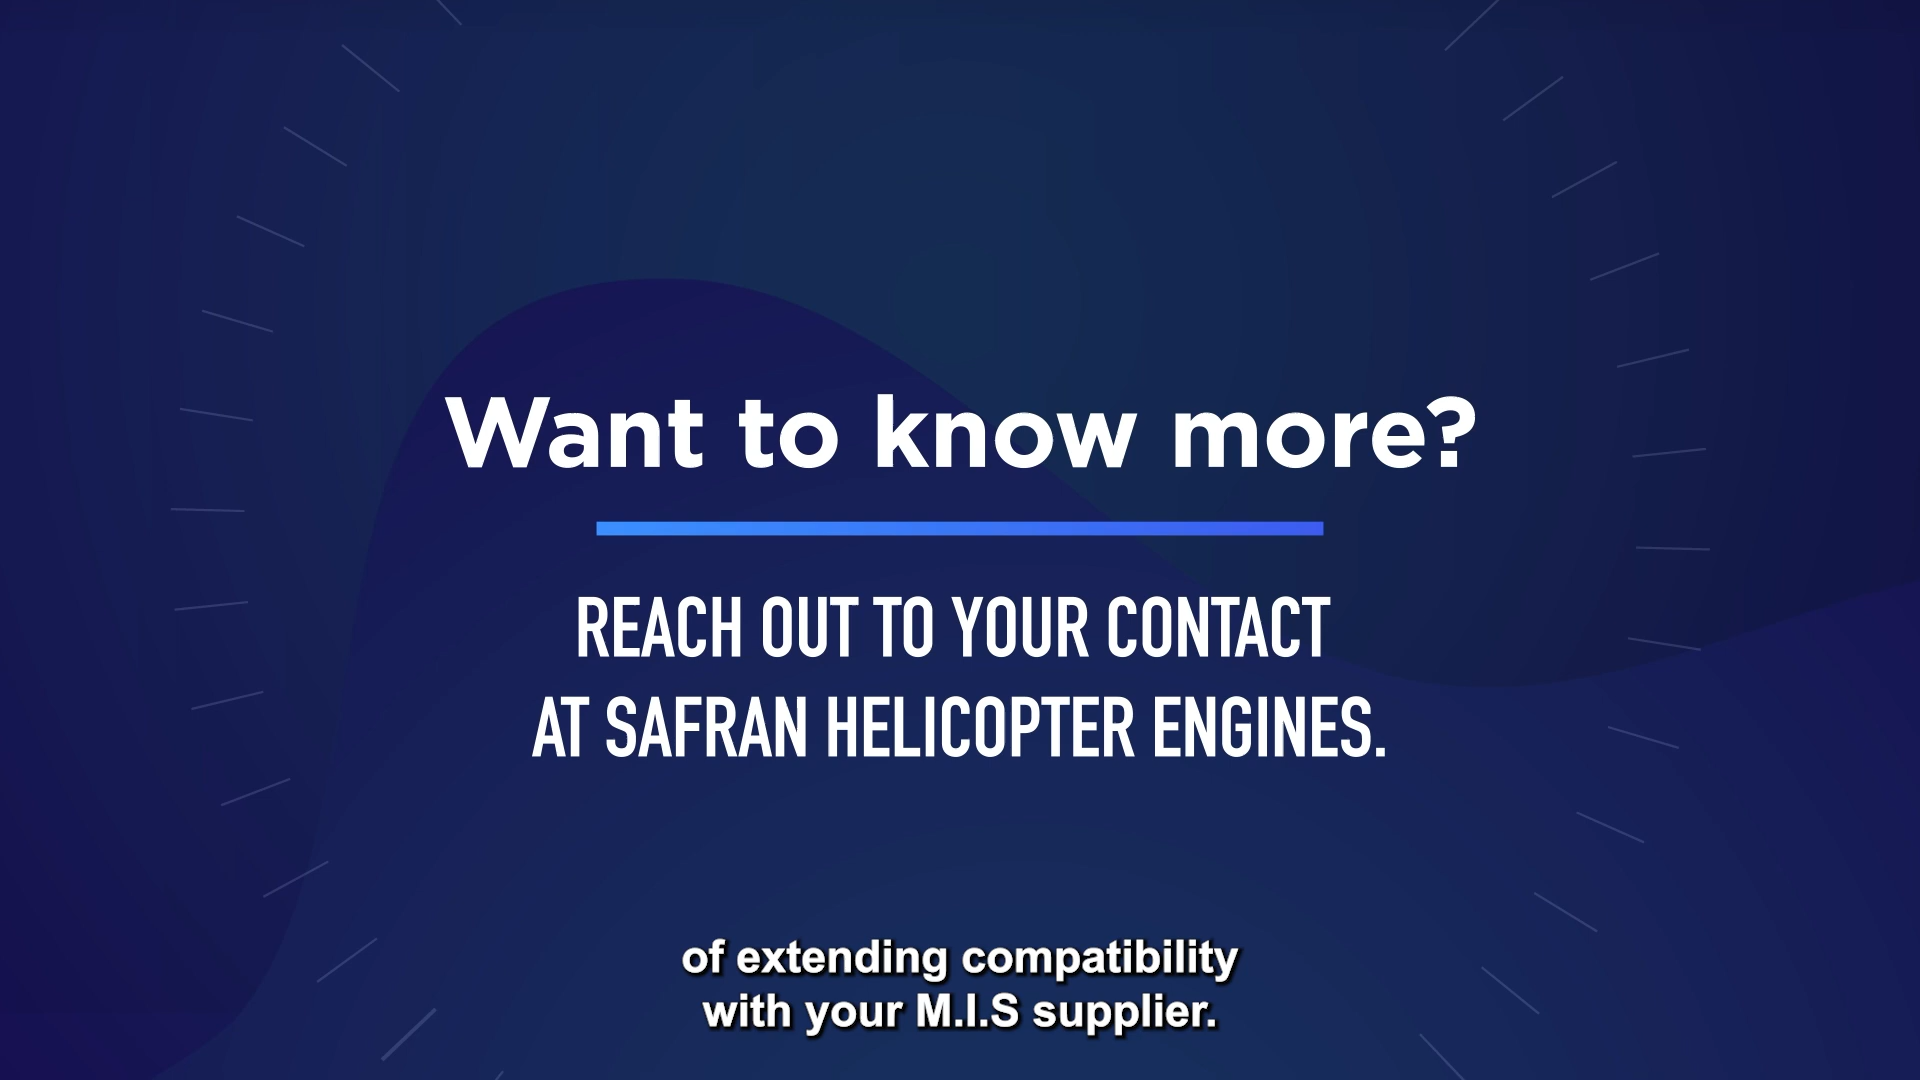 Want to know more?
REACH OUT TO YOUR CONTACT
AT SAFRAN HELICOPTER ENGINES.
of extending compatibility
with your M.I.S supplier.